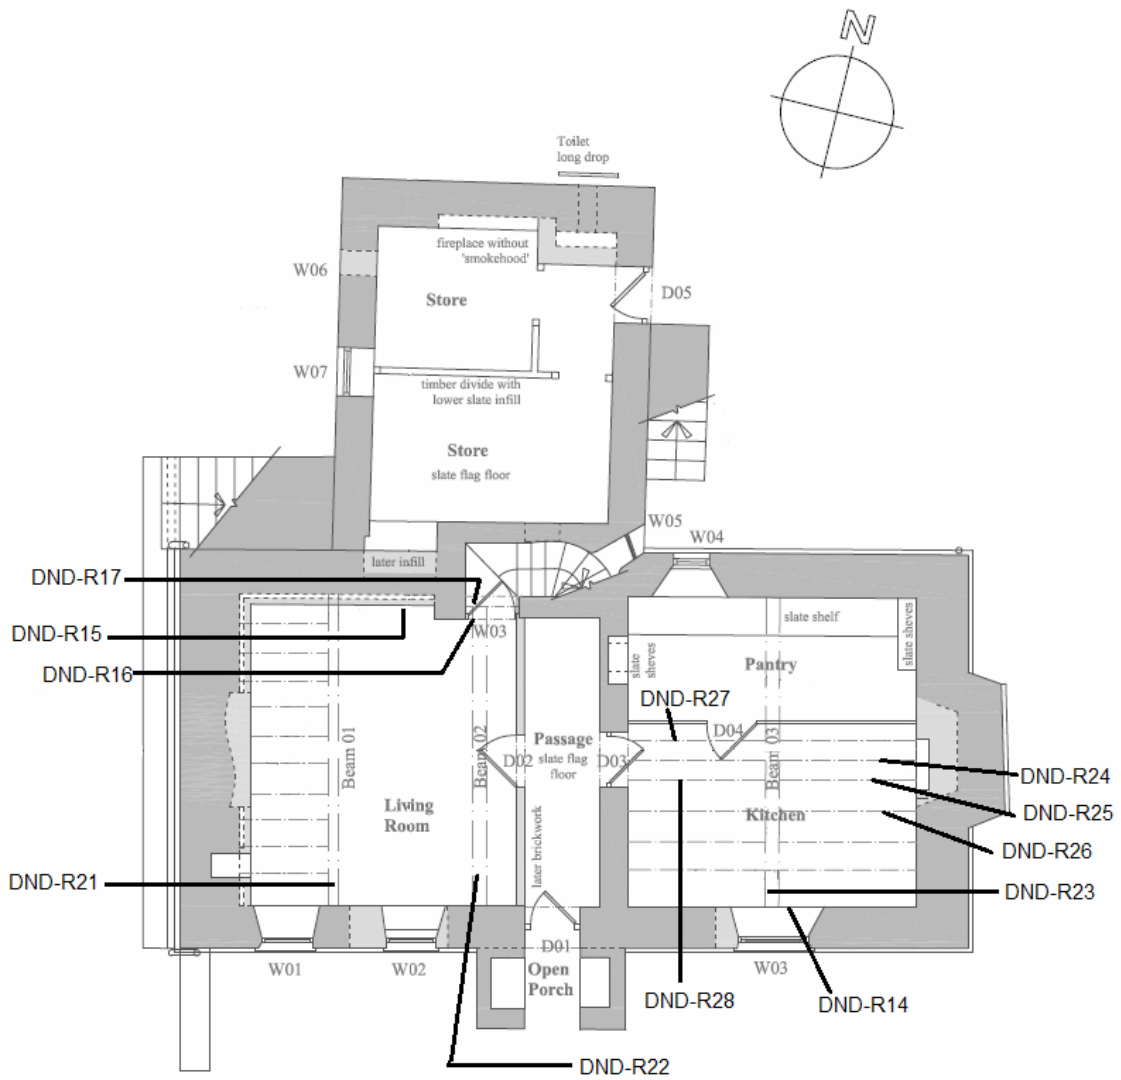 N
Toilet
long drop
fireplace without
'smokehood'
W06
Store
D05
W07
timber divide with
lower slate infill
Store
slate flag floor
W05
W04
later infill
DND-R17
DND-R15
DND-R16
W03
slate shelf
slate sheves
slate
sheves
Pantry
DND-R27
D04
Beam 01
Beam 02
Beam 03
Passage
slate flag
floor
D02
D03
DND-R24
DND-R25
DND-R26
Living
Room
Kitchen
later brickwork
DND-R21
DND-R23
D01
Open
Porch
W01
W02
W03
DND-R28
DND-R14
DND-R22